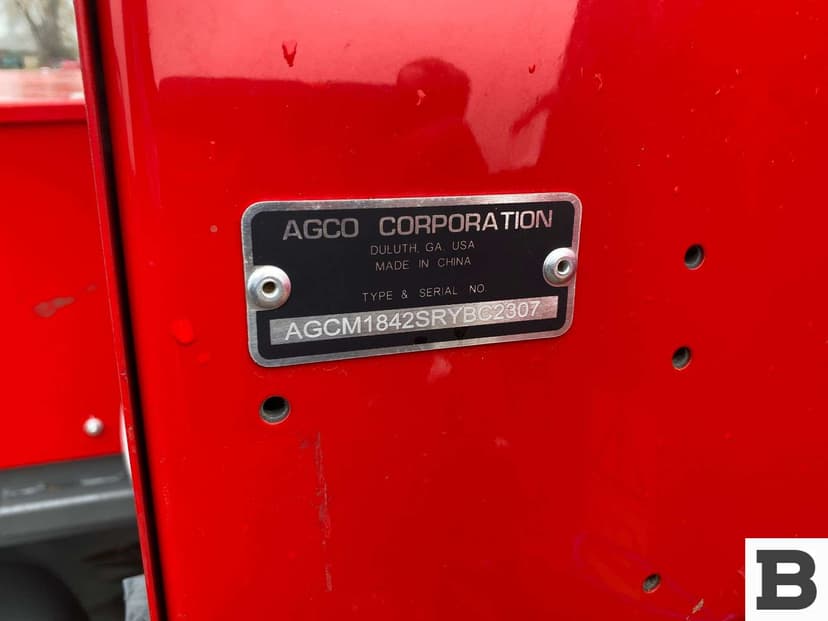 AGCO CORPORATION
DULUTH, GA. USA
MADE IN CHINA
TYPE & SERIAL NO.
AGCM1842SRYBC2307
B